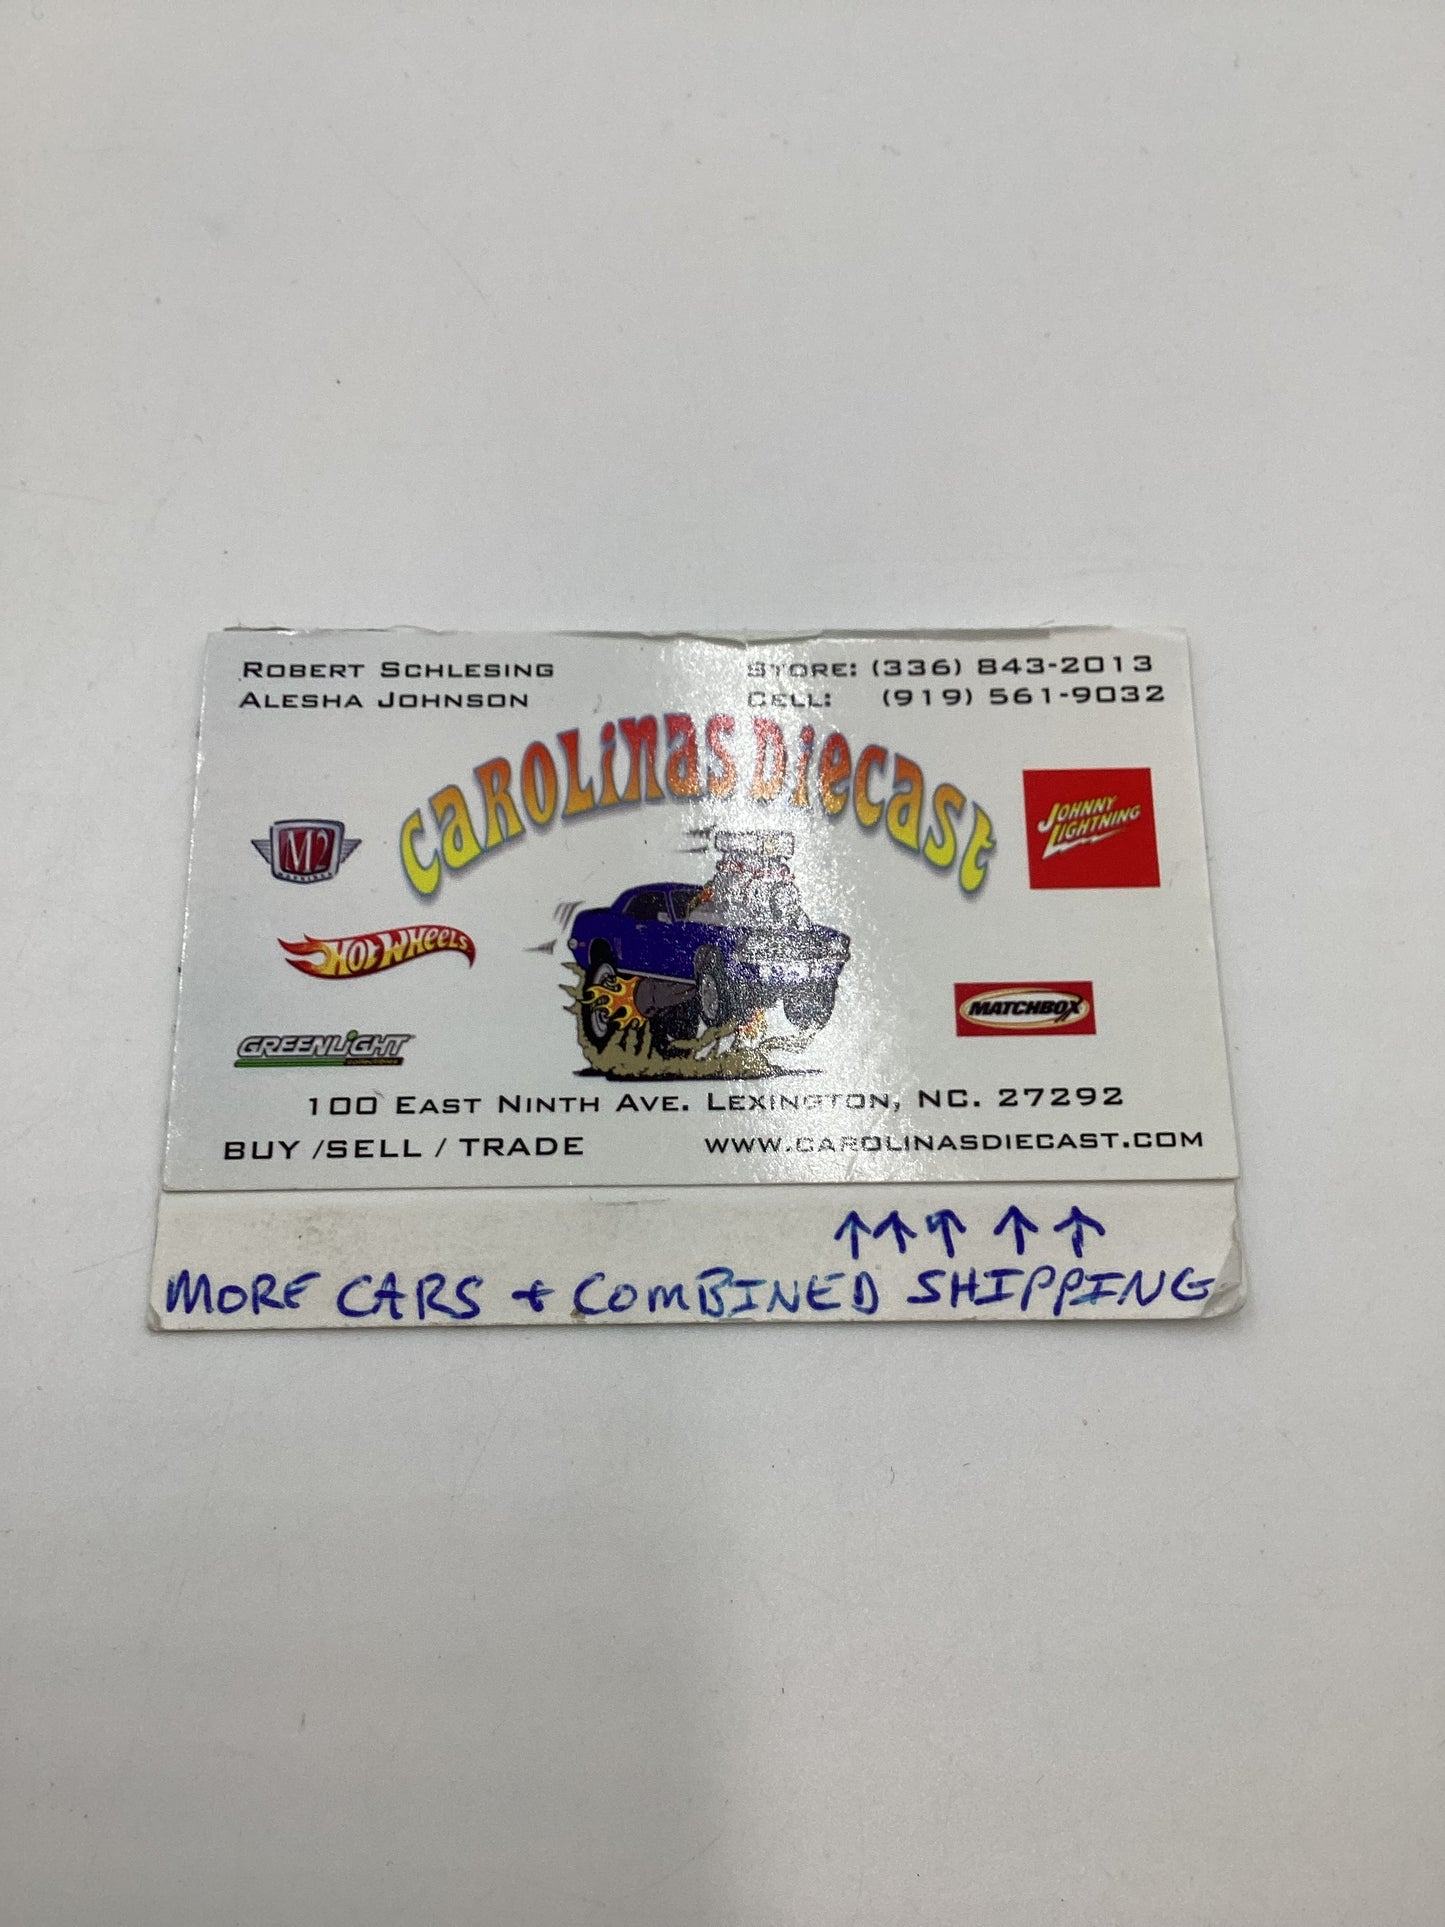 ROBERT SCHLESING
ALESHA JOHNSON
STORE: (336) 843-2013
CELL: (919) 561-9032
CAROLINAS DIECAST
M2
MACHINES
JOHNNY
LIGHTNING
HOT WHEELS
MATCHBOX
GREENLIGHT
100 EAST NINTH AVE. LEXINGTON, NC. 27292
BUY /SELL / TRADE
WWW.CAROLINASDIECAST.COM
↑↑↑ ↑ ↑
MORE CARS + COMBINED SHIPPING